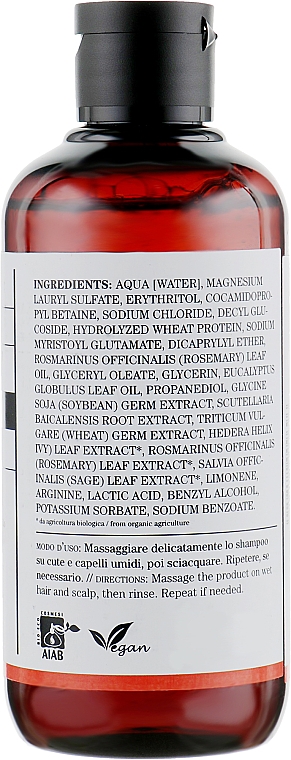 INGREDIENTS: AQUA [WATER], MAGNESIUM
LAURYL SULFATE, ERYTHRITOL, COCAMIDOPRO-
PYL BETAINE, SODIUM CHLORIDE, DECYL GLU-
COSIDE, HYDROLYZED WHEAT PROTEIN, SODIUM
MYRISTOYL GLUTAMATE, DICAPRYLYL ETHER,
ROSMARINUS OFFICINALIS (ROSEMARY) LEAF
OIL, GLYCERYL OLEATE, GLYCERIN, EUCALYPTUS
GLOBULUS LEAF OIL, PROPANEDIOL, GLYCINE
SOJA (SOYBEAN) GERM EXTRACT, SCUTELLARIA
BAICALENSIS ROOT EXTRACT, TRITICUM VUL-
GARE (WHEAT) GERM EXTRACT, HEDERA HELIX
IVY) LEAF EXTRACT*, ROSMARINUS OFFICINALIS
(ROSEMARY) LEAF EXTRACT*, SALVIA OFFIC-
INALIS (SAGE) LEAF EXTRACT*, LIMONENE,
ARGININE, LACTIC ACID, BENZYL ALCOHOL,
POTASSIUM SORBATE, SODIUM BENZOATE.
* da agricoltura biologica / from organic agriculture
MODO D'USO: Massaggiare delicatamente lo shampoo
su cute e capelli umidi, poi sciacquare. Ripetere, se
necessario. // DIRECTIONS: Massage the product on wet
hair and scalp, then rinse. Repeat if needed.
BIO ECO COSMESI
AIAB
Vegan